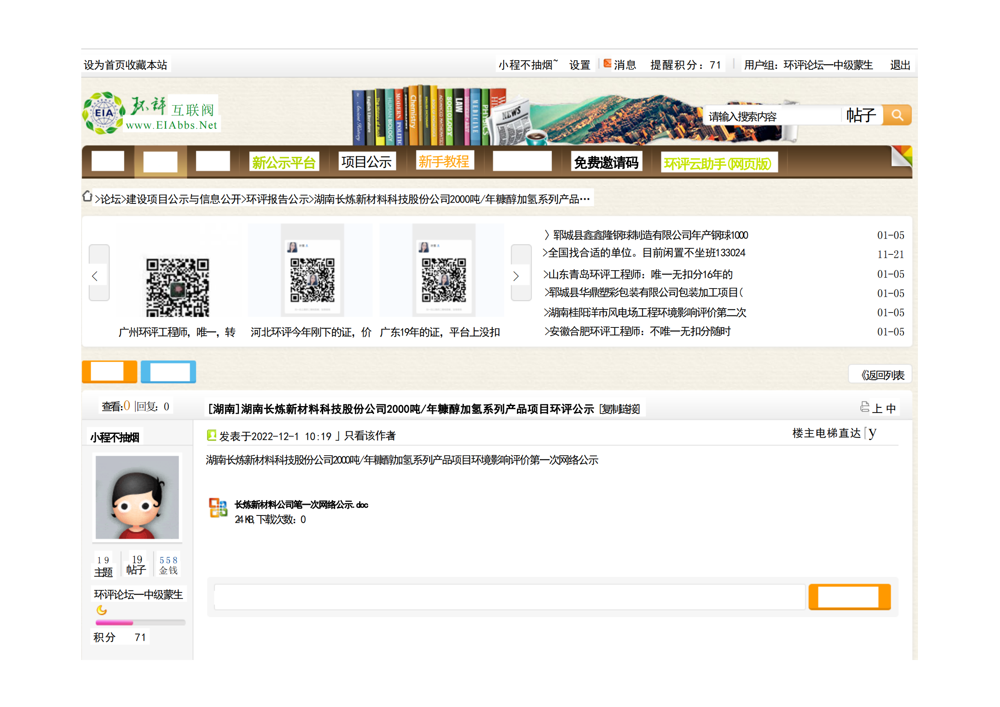 设为首页收藏本站
小程不抽烟~ 设置 消息 提醒积分：71 用户组：环评论坛一中级蒙生 退出
EIA 环评 互联阀
www.EIAbbs.Net
Ancient History
English Literature
HUMAN BIOLOGY
MODERN POLITIC
Chemistry
ADVANCED MATHEMATICS
SOCIOLOGY
LAW
MEDICINE
PHYSICS
NEWS
请输入搜索内容 帖子
新公示平台 项目公示 新手教程 免费邀请码 环评云助手(网页版)
>论坛>建设项目公示与信息公开>环评报告公示>湖南长炼新材料科技股份公司2000吨/年糠醇加氢系列产品…
〉郓城县鑫鑫隆钢球制造有限公司年产钢球1000 01-05
>全国找合适的单位。目前闲置不坐班133024 11-21
>山东青岛环评工程师：唯一无扣分16年的 01-05
>郓城县华鼎塑彩包装有限公司包装加工项目( 01-05
>湖南桂阳洋市风电场工程环境影响评价第二次 01-05
>安徽合肥环评工程师：不唯一无扣分随时 01-05
广州环评工程师，唯一，转 河北环评今年刚下的证，价 广东19年的证，平台上没扣
《返回列表
查看:0 |回复：0
[湖南]湖南长炼新材料科技股份公司2000吨/年糠醇加氢系列产品项目环评公示 [复制链接]
上 中
小程不抽烟
发表于2022-12-1 10:19 」只看该作者
楼主电梯直达「y
湖南长炼新材料科技股份公司2000吨/年糠醇加氢系列产品项目环境影响评价第一次网络公示
长炼新材料公司笔一次网络公示.doc
24 KB, 下载次数：0
19 19 558
主题 帖子 金钱
环评论坛一中级蒙生
积分 71